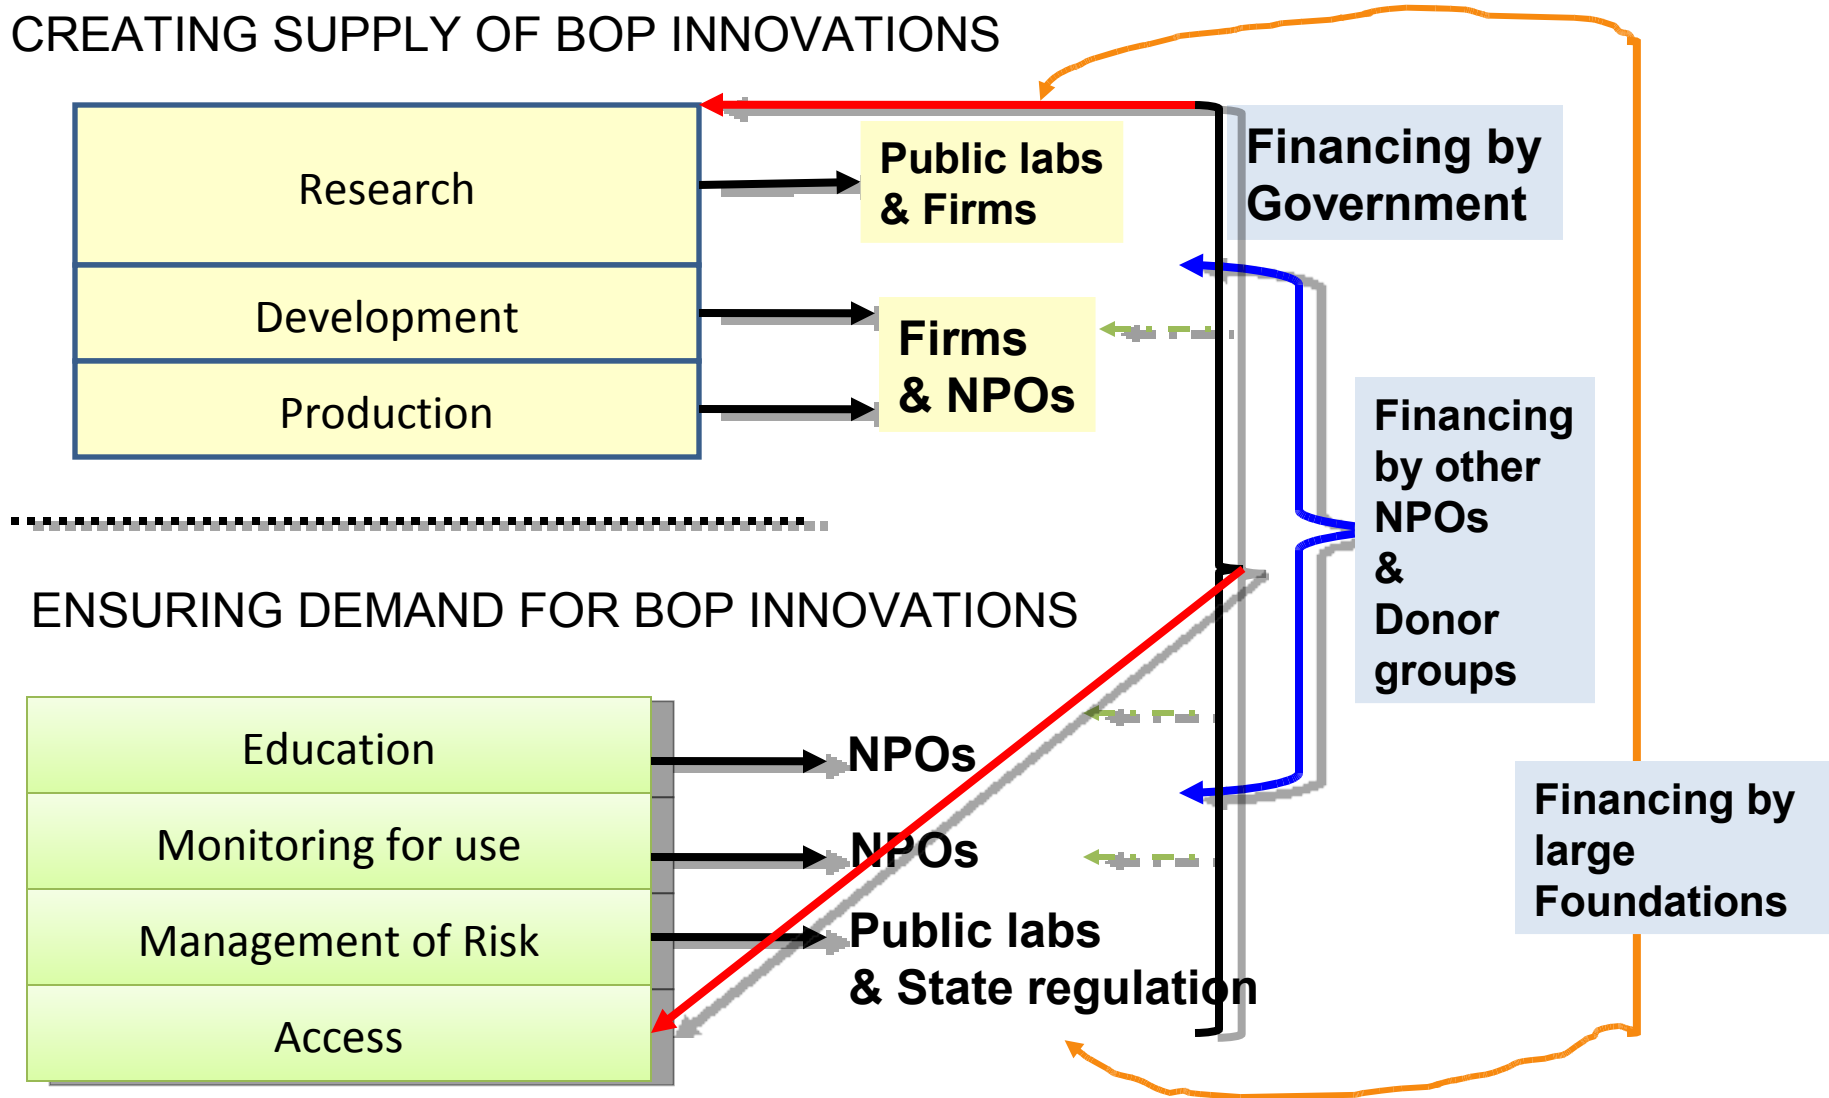 CREATING SUPPLY OF BOP INNOVATIONS
Research
Public labs
& Firms
Financing by
Government
Development
Production
Firms
& NPOs
Financing
by other
NPOs
&
Donor
groups
ENSURING DEMAND FOR BOP INNOVATIONS
Education
NPOs
Monitoring for use
NPOs
Management of Risk
Public labs
& State regulation
Access
Financing by
large
Foundations